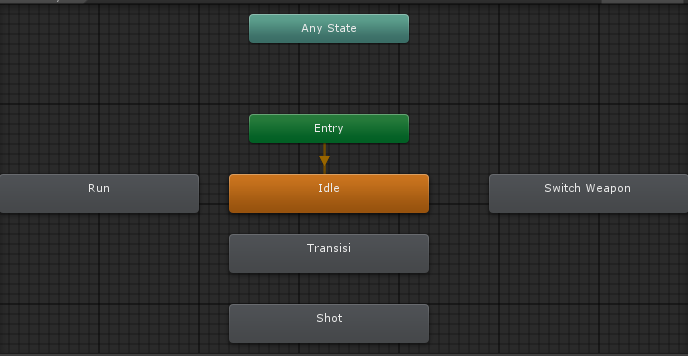 Any State
Entry
Run
Idle
Switch Weapon
Transisi
Shot